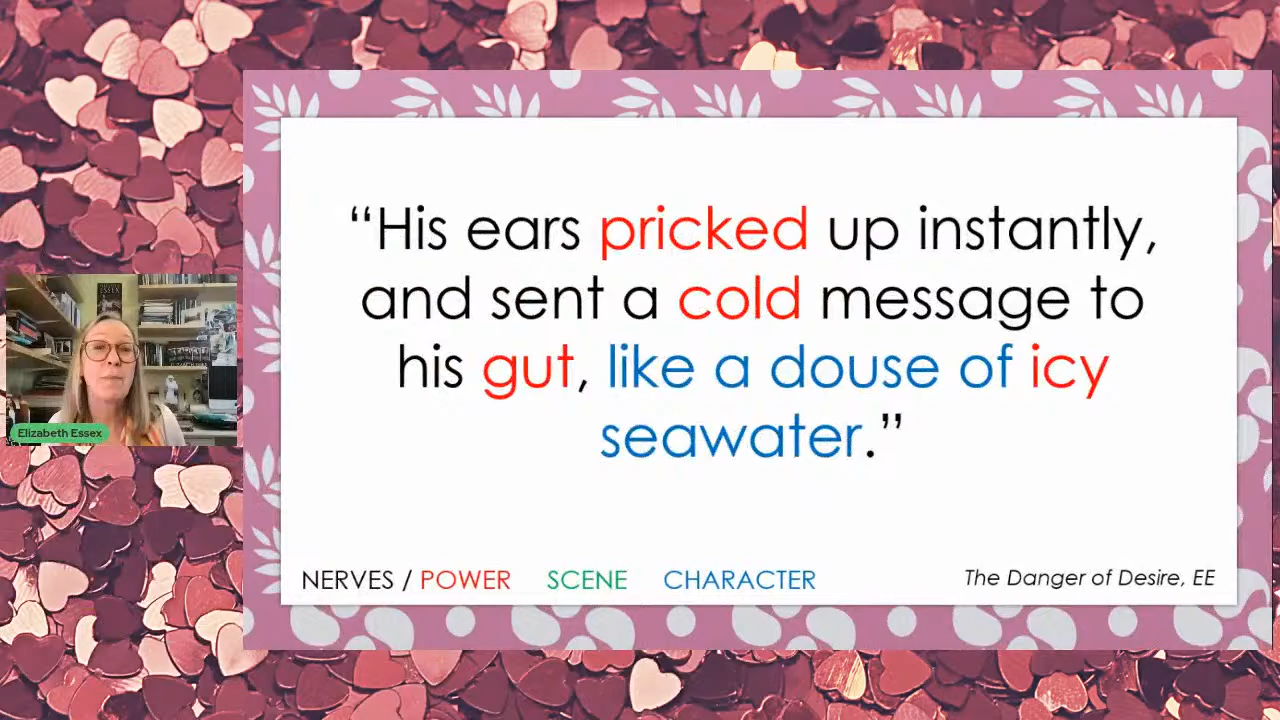 “His ears pricked up instantly,
and sent a cold message to
his gut, like a douse of icy
seawater.”
NERVES / POWER SCENE CHARACTER
The Danger of Desire, EE
Elizabeth Essex